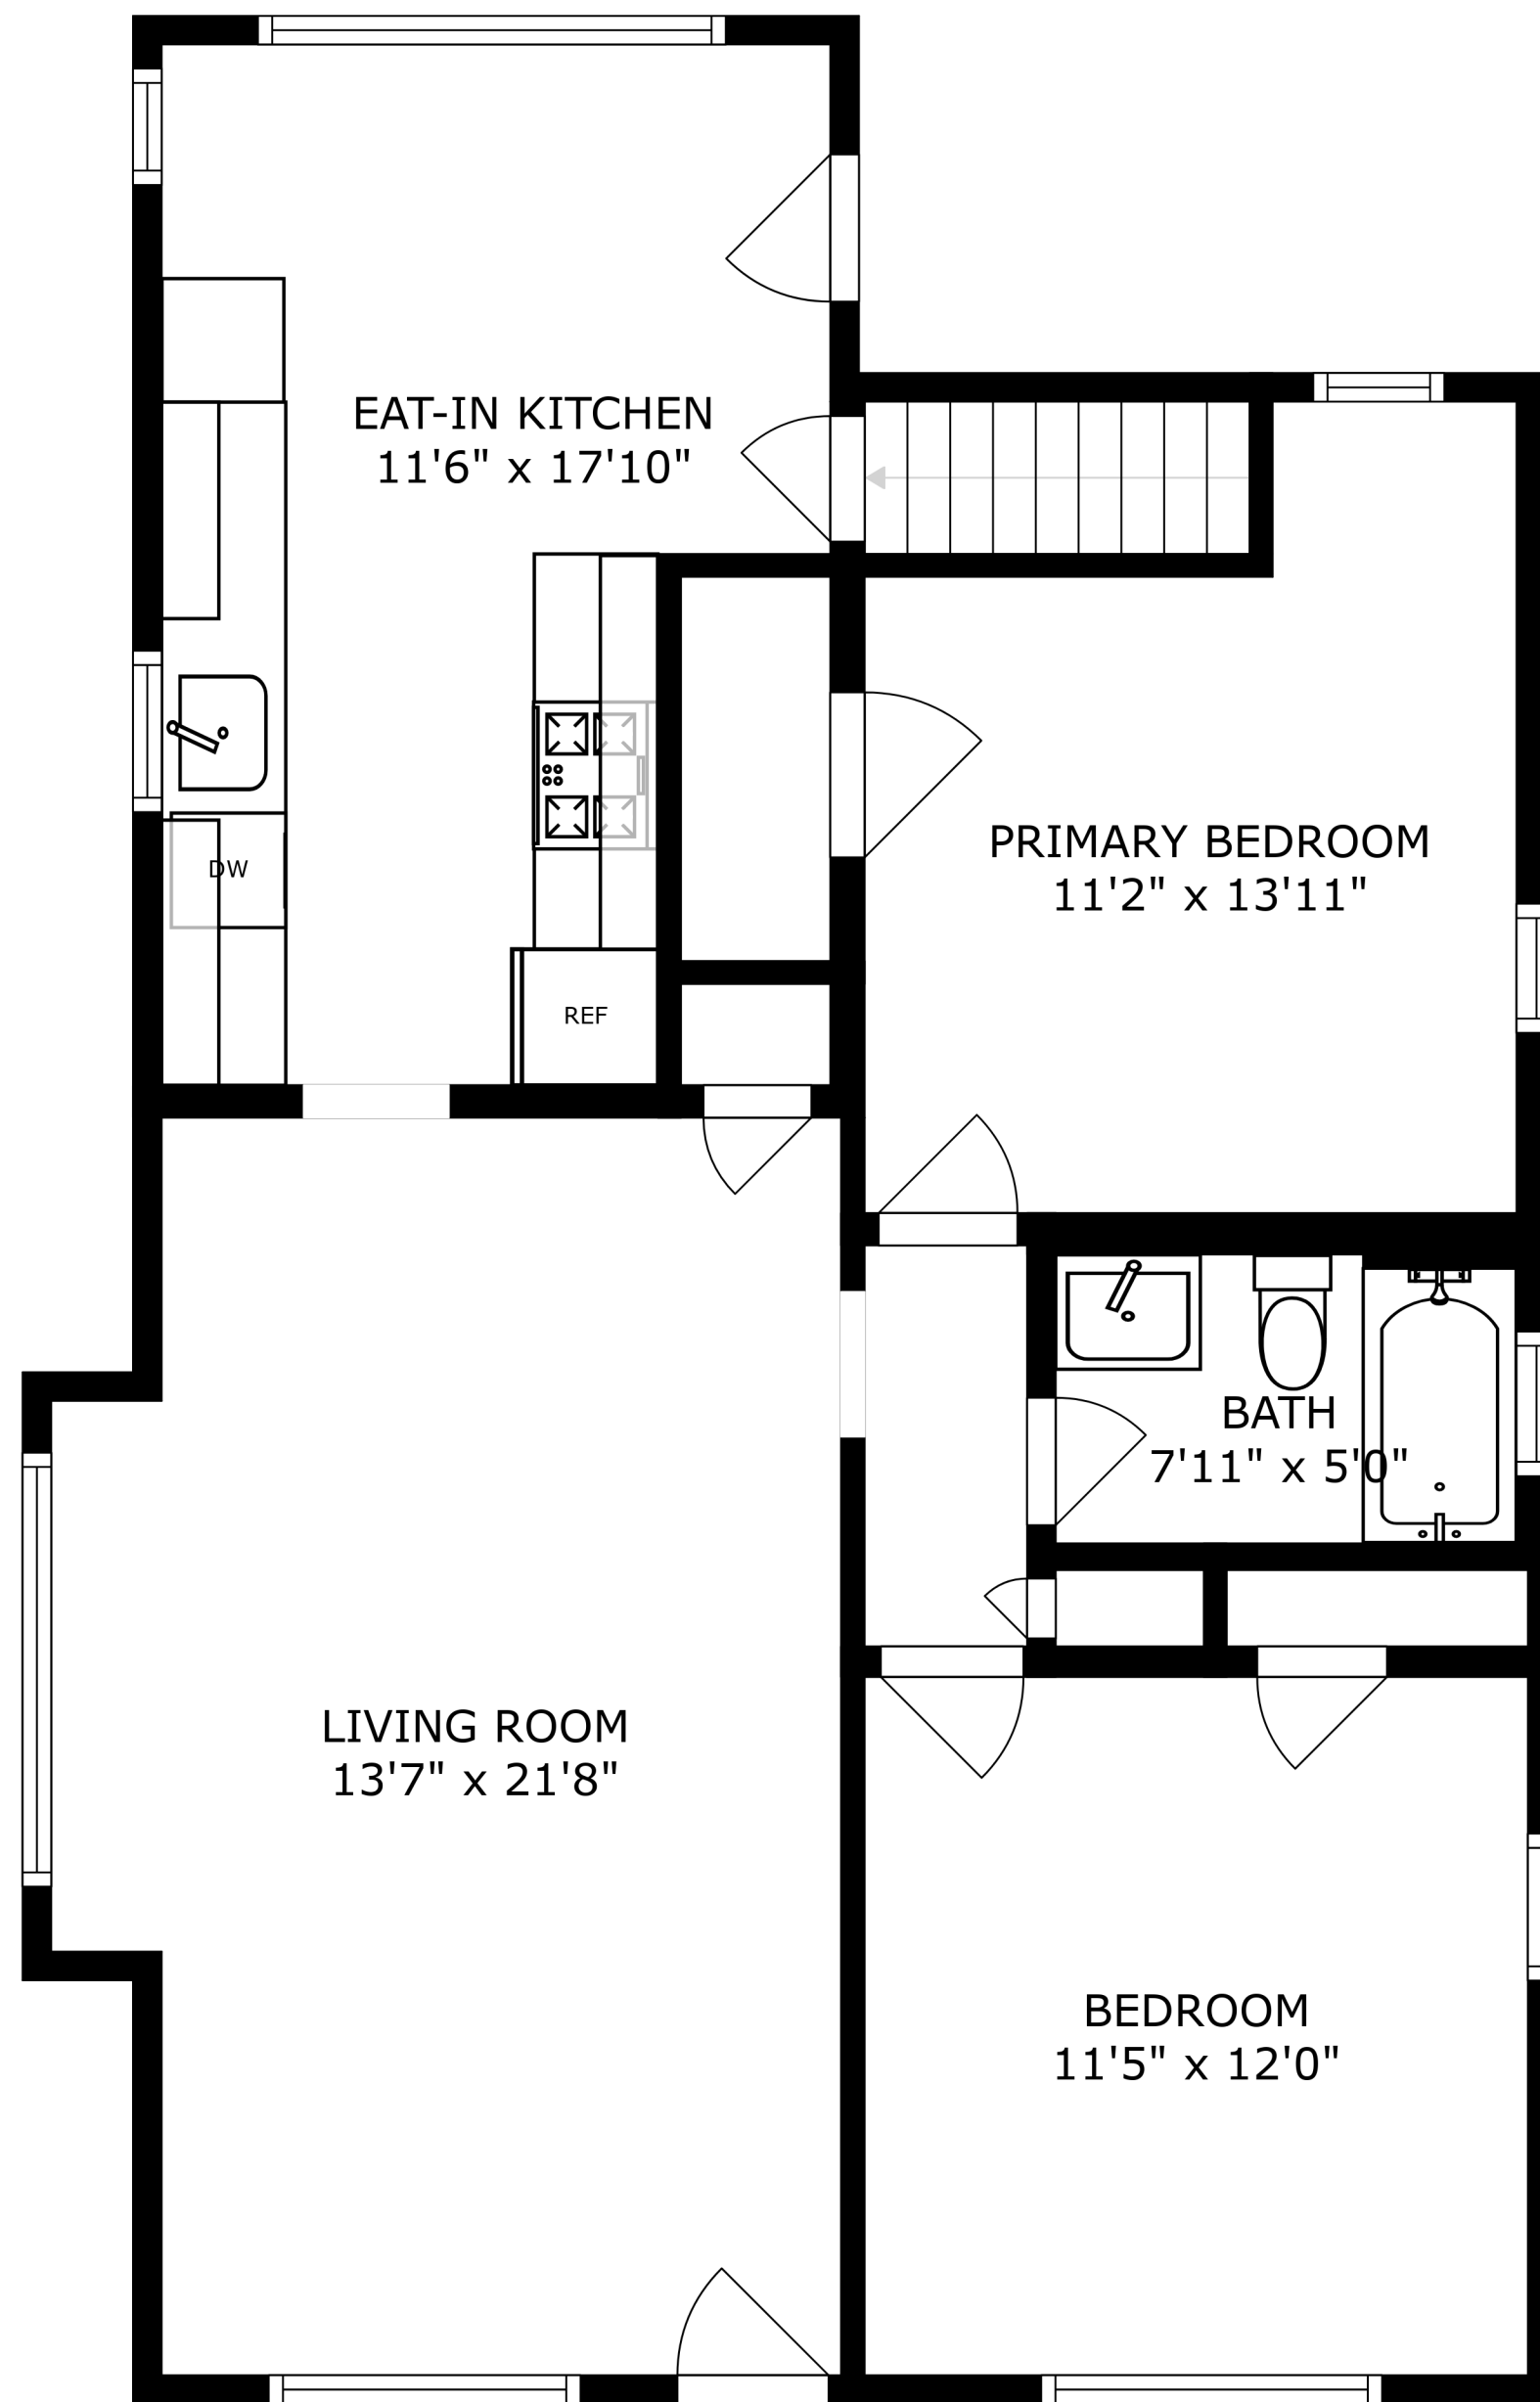 EAT-IN KITCHEN
11'6" x 17'10"
PRIMARY BEDROOM
11'2" x 13'11"
DW
REF
BATH
7'11" x 5'0"
LIVING ROOM
13'7" x 21'8"
BEDROOM
11'5" x 12'0"